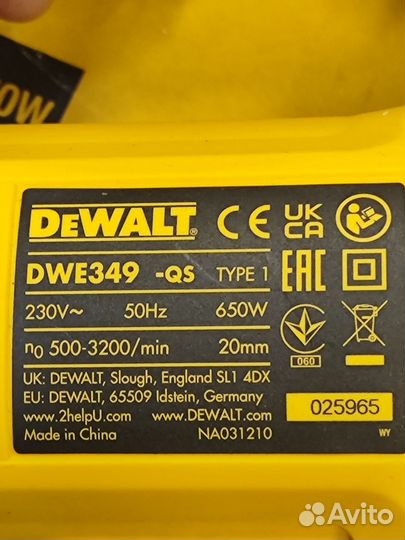 0W
DEWALT® CE UK CA
DWE349 -QS TYPE 1 EAC
230V~ 50Hz 650W
n0 500-3200/min 20mm
060
UK: DEWALT, Slough, England SL1 4DX
EU: DEWALT, 65509 Idstein, Germany
www.2helpU.com www.DEWALT.com
025965
Made in China NA031210 WY
Avito